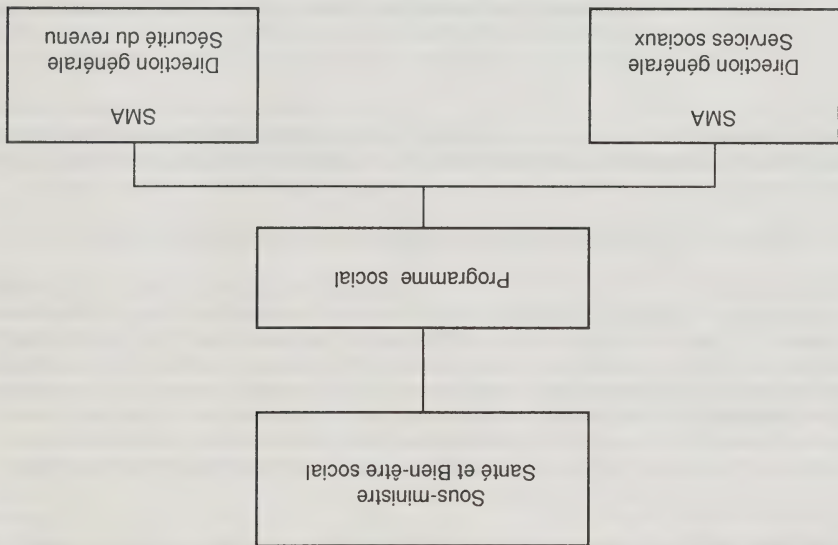 Sous-ministre
Santé et Bien-être social
Programme social
SMA
Direction générale
Services sociaux
SMA
Direction générale
Sécurité du revenu